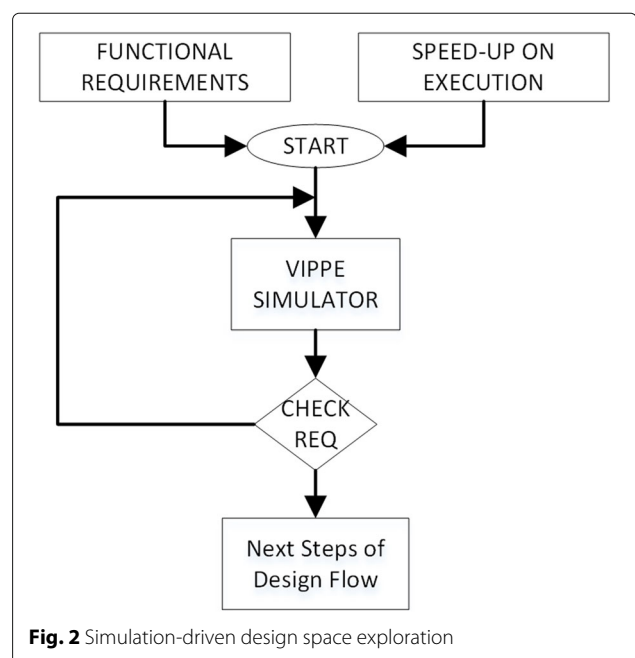 FUNCTIONAL
REQUIREMENTS
SPEED-UP ON
EXECUTION
START
VIPPE
SIMULATOR
CHECK
REQ
Next Steps of
Design Flow
Fig. 2 Simulation-driven design space exploration